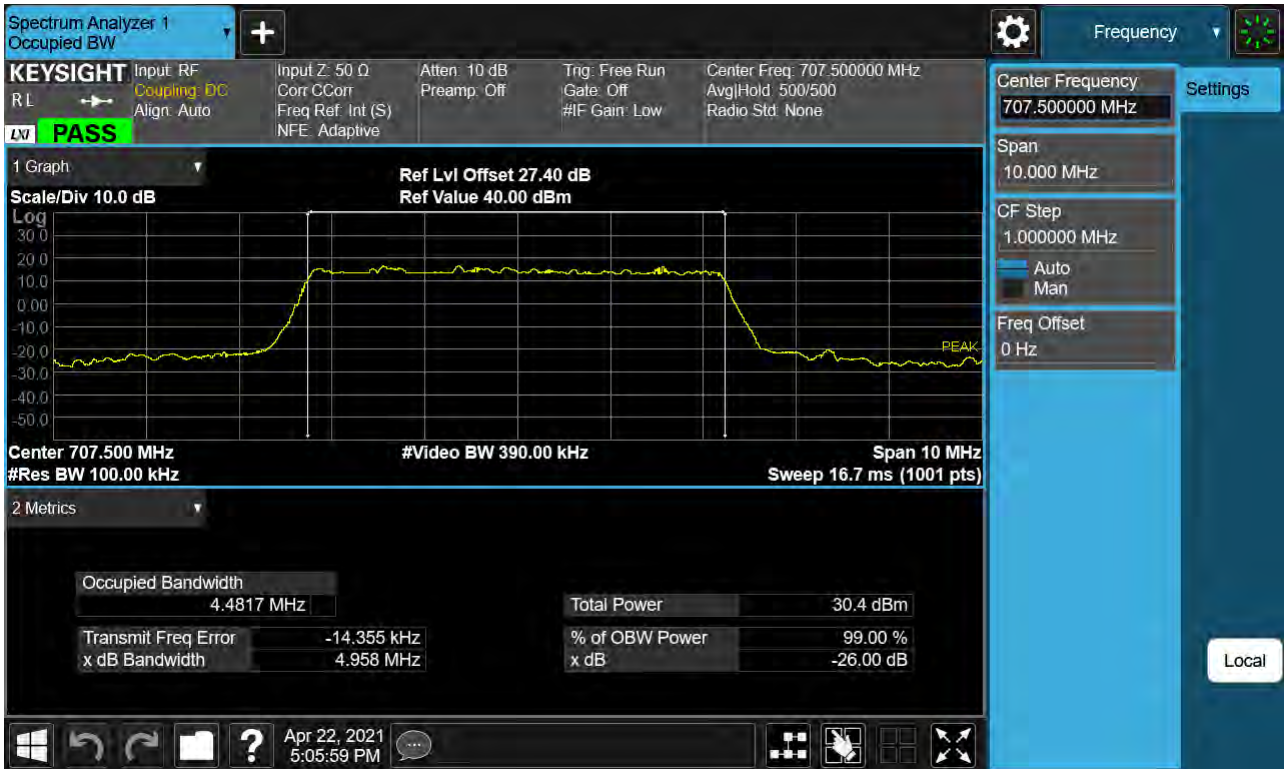 Spectrum Analyzer 1
Occupied BW
+
Frequency
KEYSIGHT
R L
LXI
PASS
Input: RF
Coupling: DC
Align: Auto
Input Z: 50 Ω
Corr CCorr
Freq Ref: Int (S)
NFE: Adaptive
Atten: 10 dB
Preamp: Off
Trig: Free Run
Gate: Off
#IF Gain: Low
Center Freq: 707.500000 MHz
Avg|Hold: 500/500
Radio Std: None
Center Frequency
707.500000 MHz
Settings
Span
10.000 MHz
CF Step
1.000000 MHz
Auto
Man
Freq Offset
0 Hz
1 Graph
Scale/Div 10.0 dB
Ref Lvl Offset 27.40 dB
Ref Value 40.00 dBm
Log
30.0
20.0
10.0
0.00
-10.0
-20.0
-30.0
-40.0
-50.0
PEAK
Center 707.500 MHz
#Video BW 390.00 kHz
Span 10 MHz
#Res BW 100.00 kHz
Sweep 16.7 ms (1001 pts)
2 Metrics
Occupied Bandwidth
4.4817 MHz
Total Power 30.4 dBm
Transmit Freq Error -14.355 kHz
% of OBW Power 99.00 %
x dB Bandwidth 4.958 MHz
x dB -26.00 dB
Local
?
Apr 22, 2021
5:05:59 PM